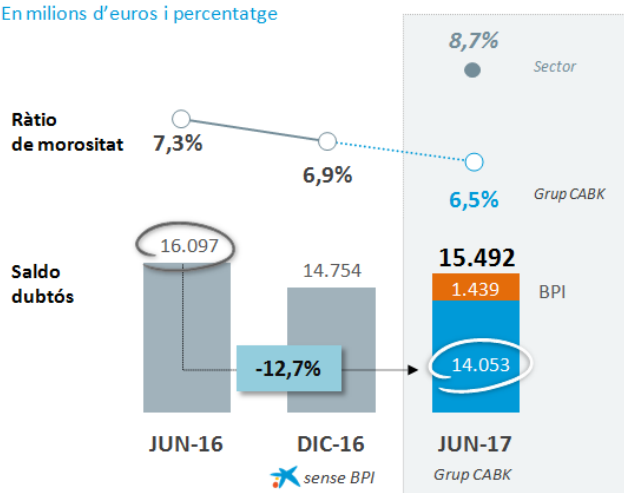 En milions d'euros i percentatge
8,7%
Sector
Ràtio
de morositat
7,3%
6,9%
6,5%
Grup CABK
Saldo
dubtós
16.097
14.754
15.492
1.439
BPI
-12,7%
14.053
JUN-16
DIC-16
JUN-17
sense BPI
Grup CABK